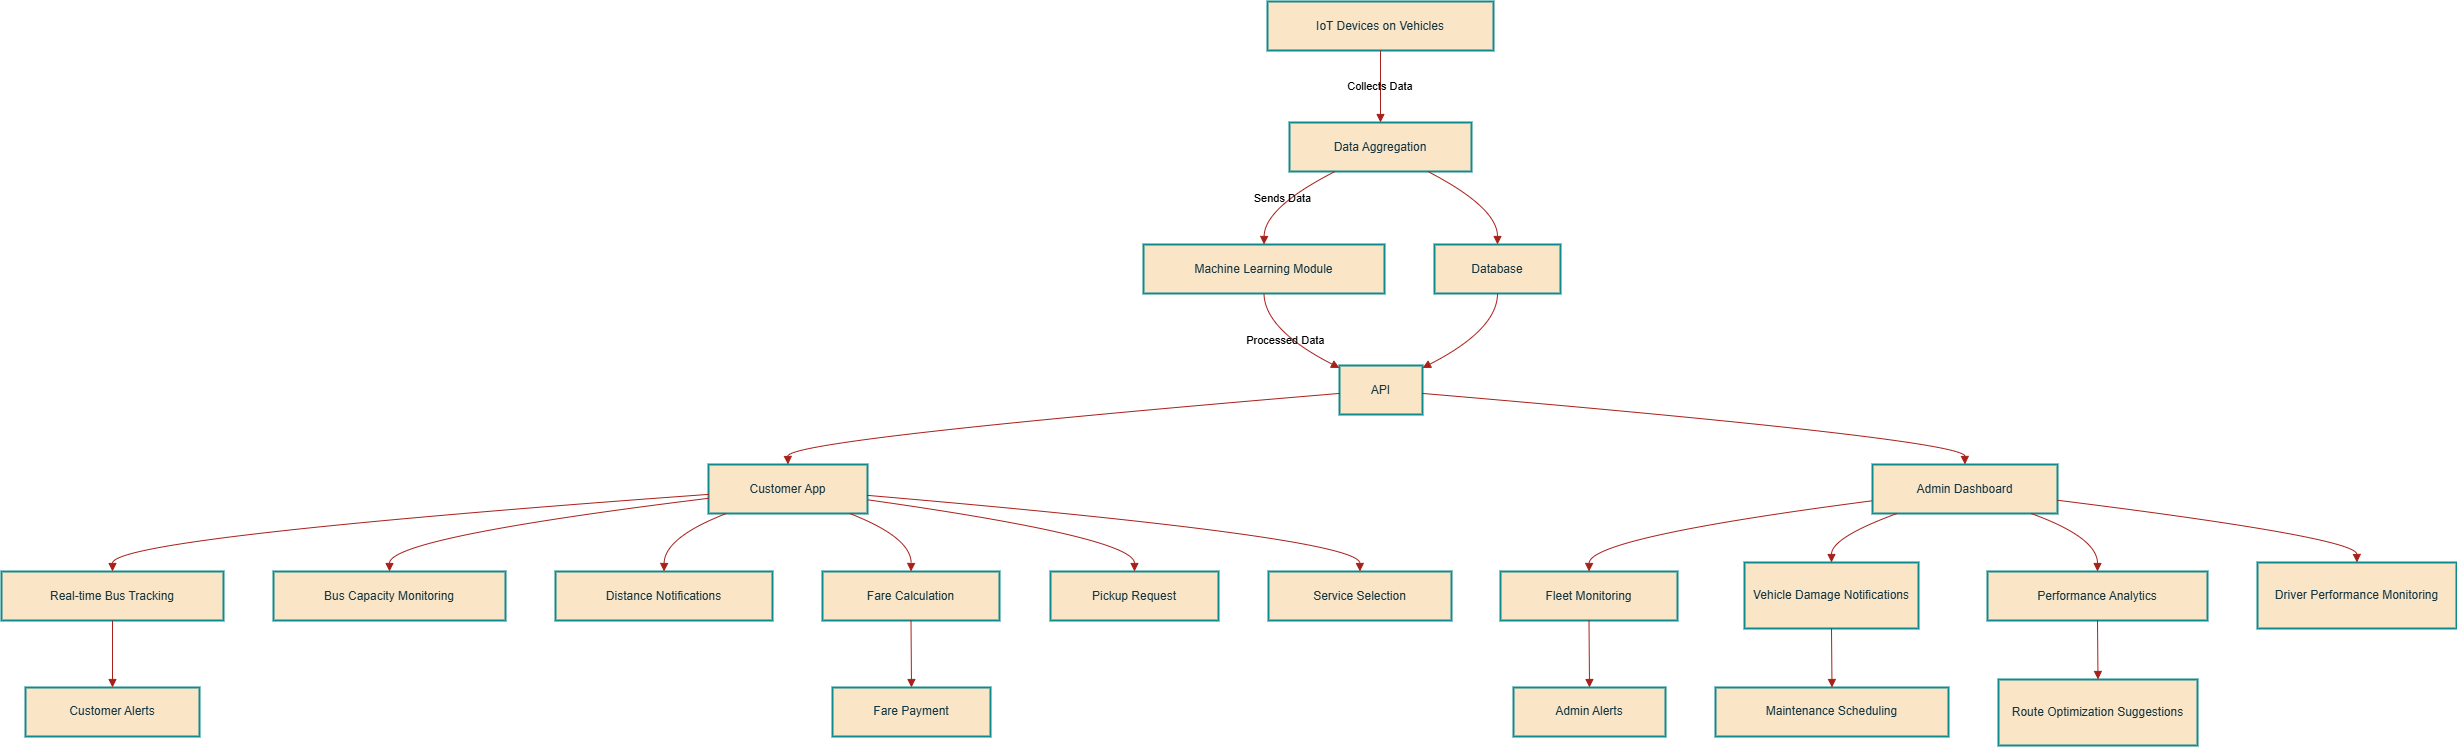 IoT Devices on Vehicles
Collects Data
Data Aggregation
Sends Data
Machine Learning Module
Database
Processed Data
API
Customer App
Admin Dashboard
Real-time Bus Tracking
Bus Capacity Monitoring
Distance Notifications
Fare Calculation
Pickup Request
Service Selection
Fleet Monitoring
Vehicle Damage Notifications
Performance Analytics
Driver Performance Monitoring
Customer Alerts
Fare Payment
Admin Alerts
Maintenance Scheduling
Route Optimization Suggestions